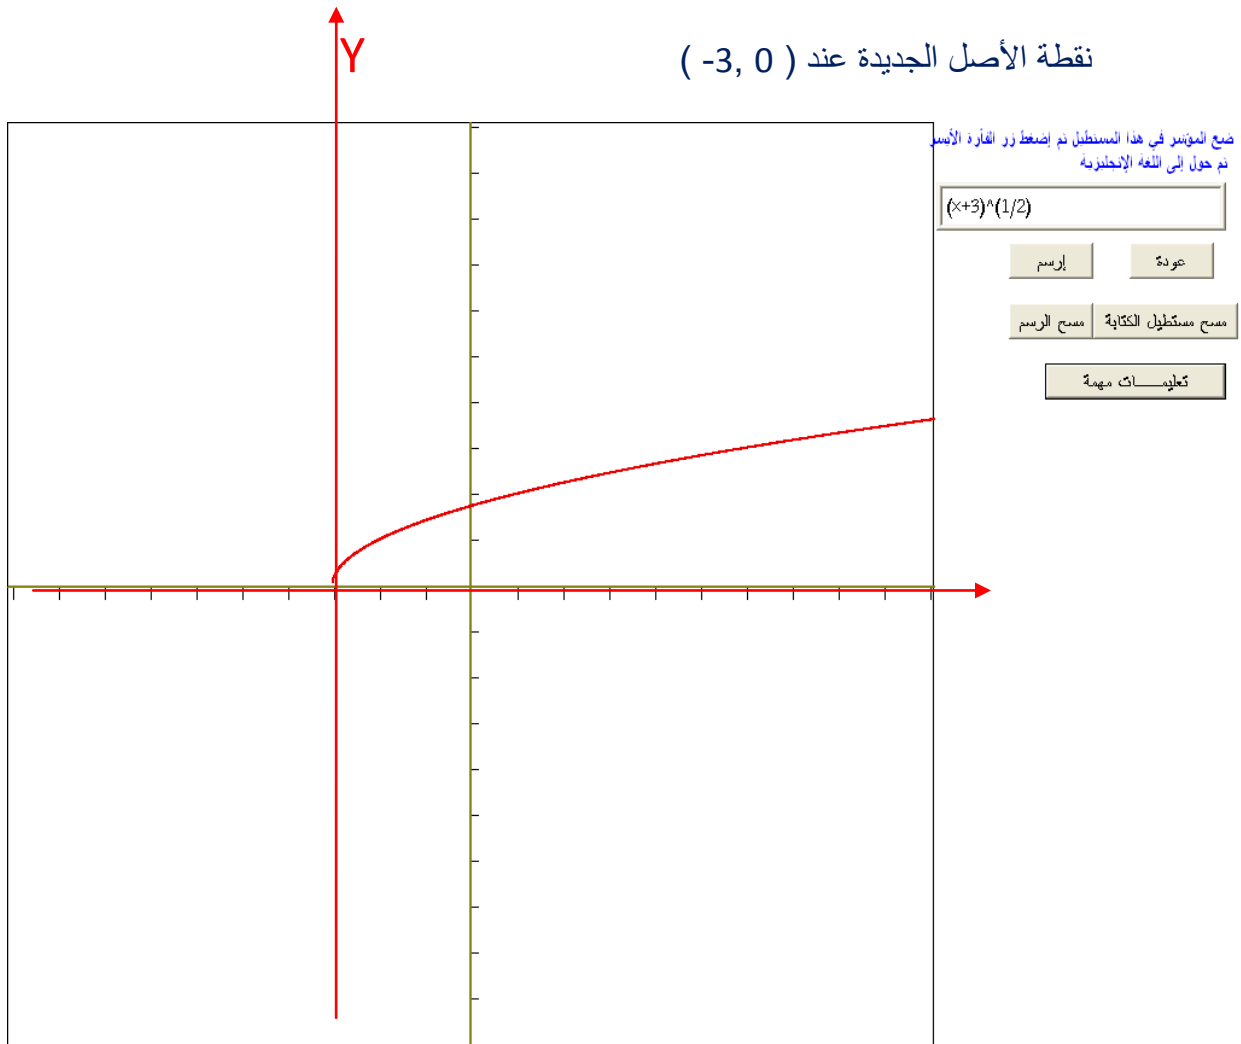 Y
نقطة الأصل الجديدة عند ( -3, 0 )
ضع المؤشر في هذا المستطيل ثم إضغط زر الفأرة الأيسر
ثم حول إلى اللغة الإنجليزية
(x+3)^(1/2)
إرسم
عودة
مسح الرسم
مسح مستطيل الكتابة
تعليمـــــات مهمة